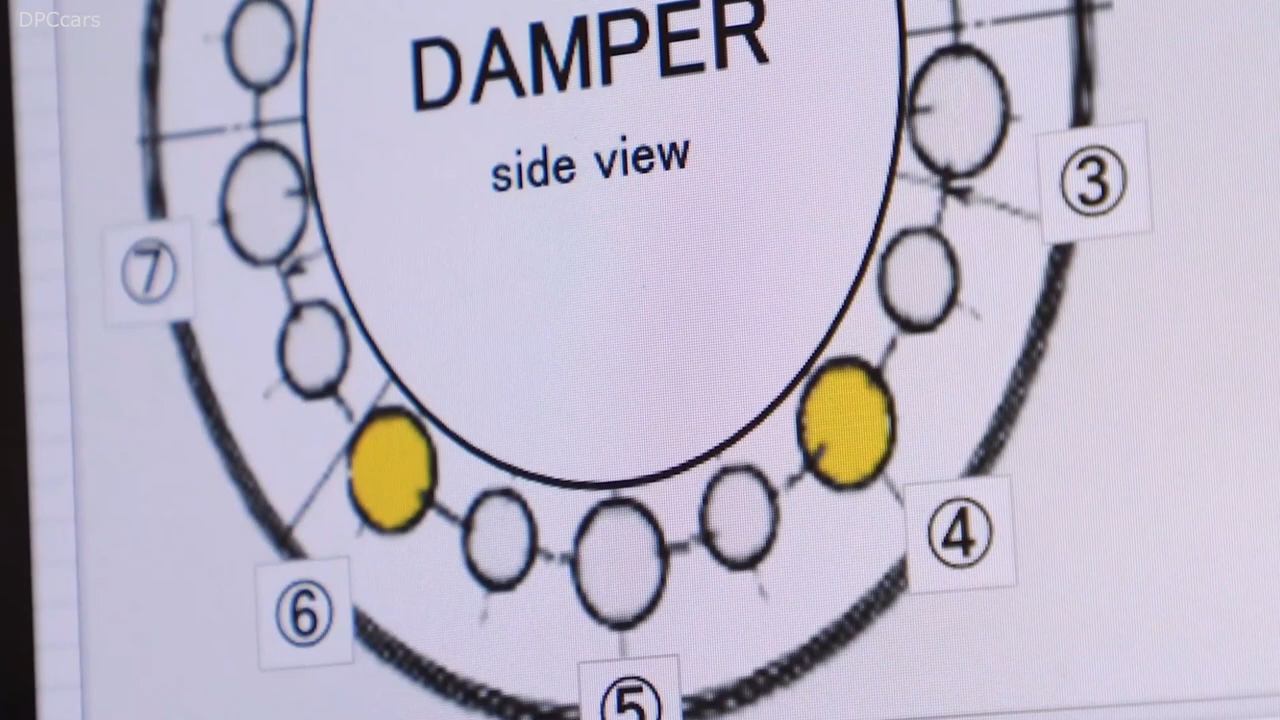 DPCcars
DAMPER
side view
③
⑦
④
⑥
⑤